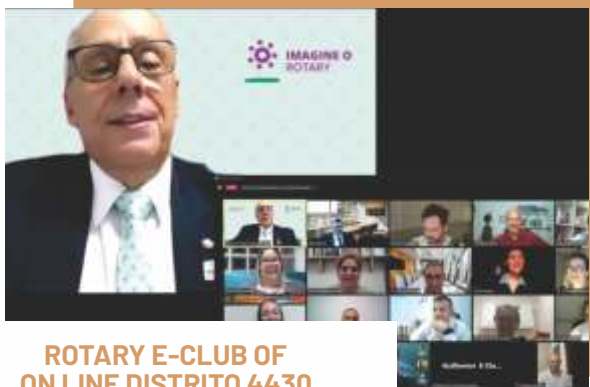 IMAGINE O
ROTARY
ROTARY E-CLUB OF
ON LINE DISTRITO 4430